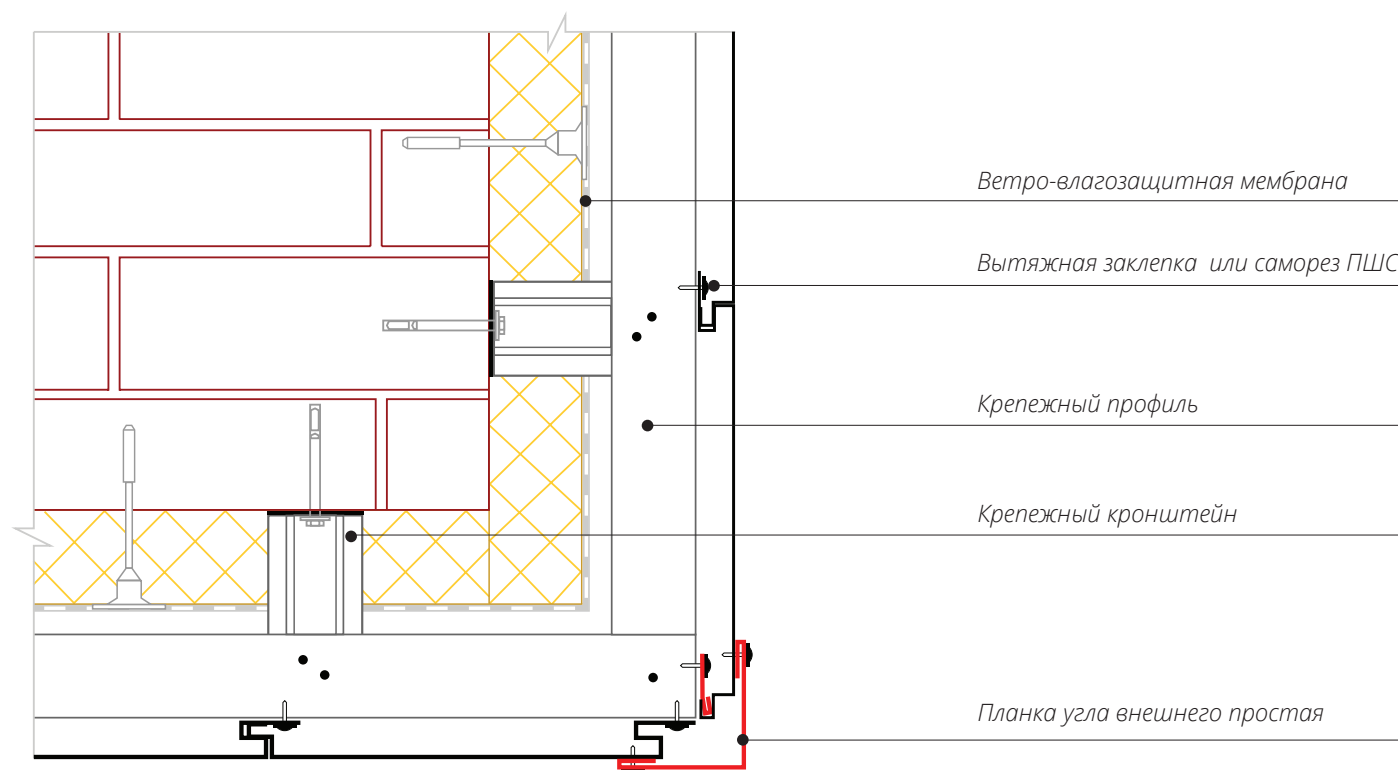 Ветро-влагозащитная мембрана
Вытяжная заклепка или саморез ПШС
Крепежный профиль
Крепежный кронштейн
Планка угла внешнего простая